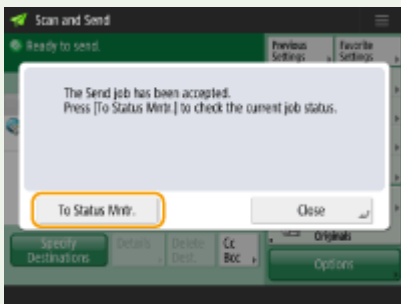 Scan and Send
Ready to send.
Previous
Settings
Favorite
Settings
The Send job has been accepted.
Press [To Status Mntr.] to check the current job status.
To Status Mntr.
Close
Specify
Destinations
Details
Delete
Dest.
Cc
Bcc
Originals
Options